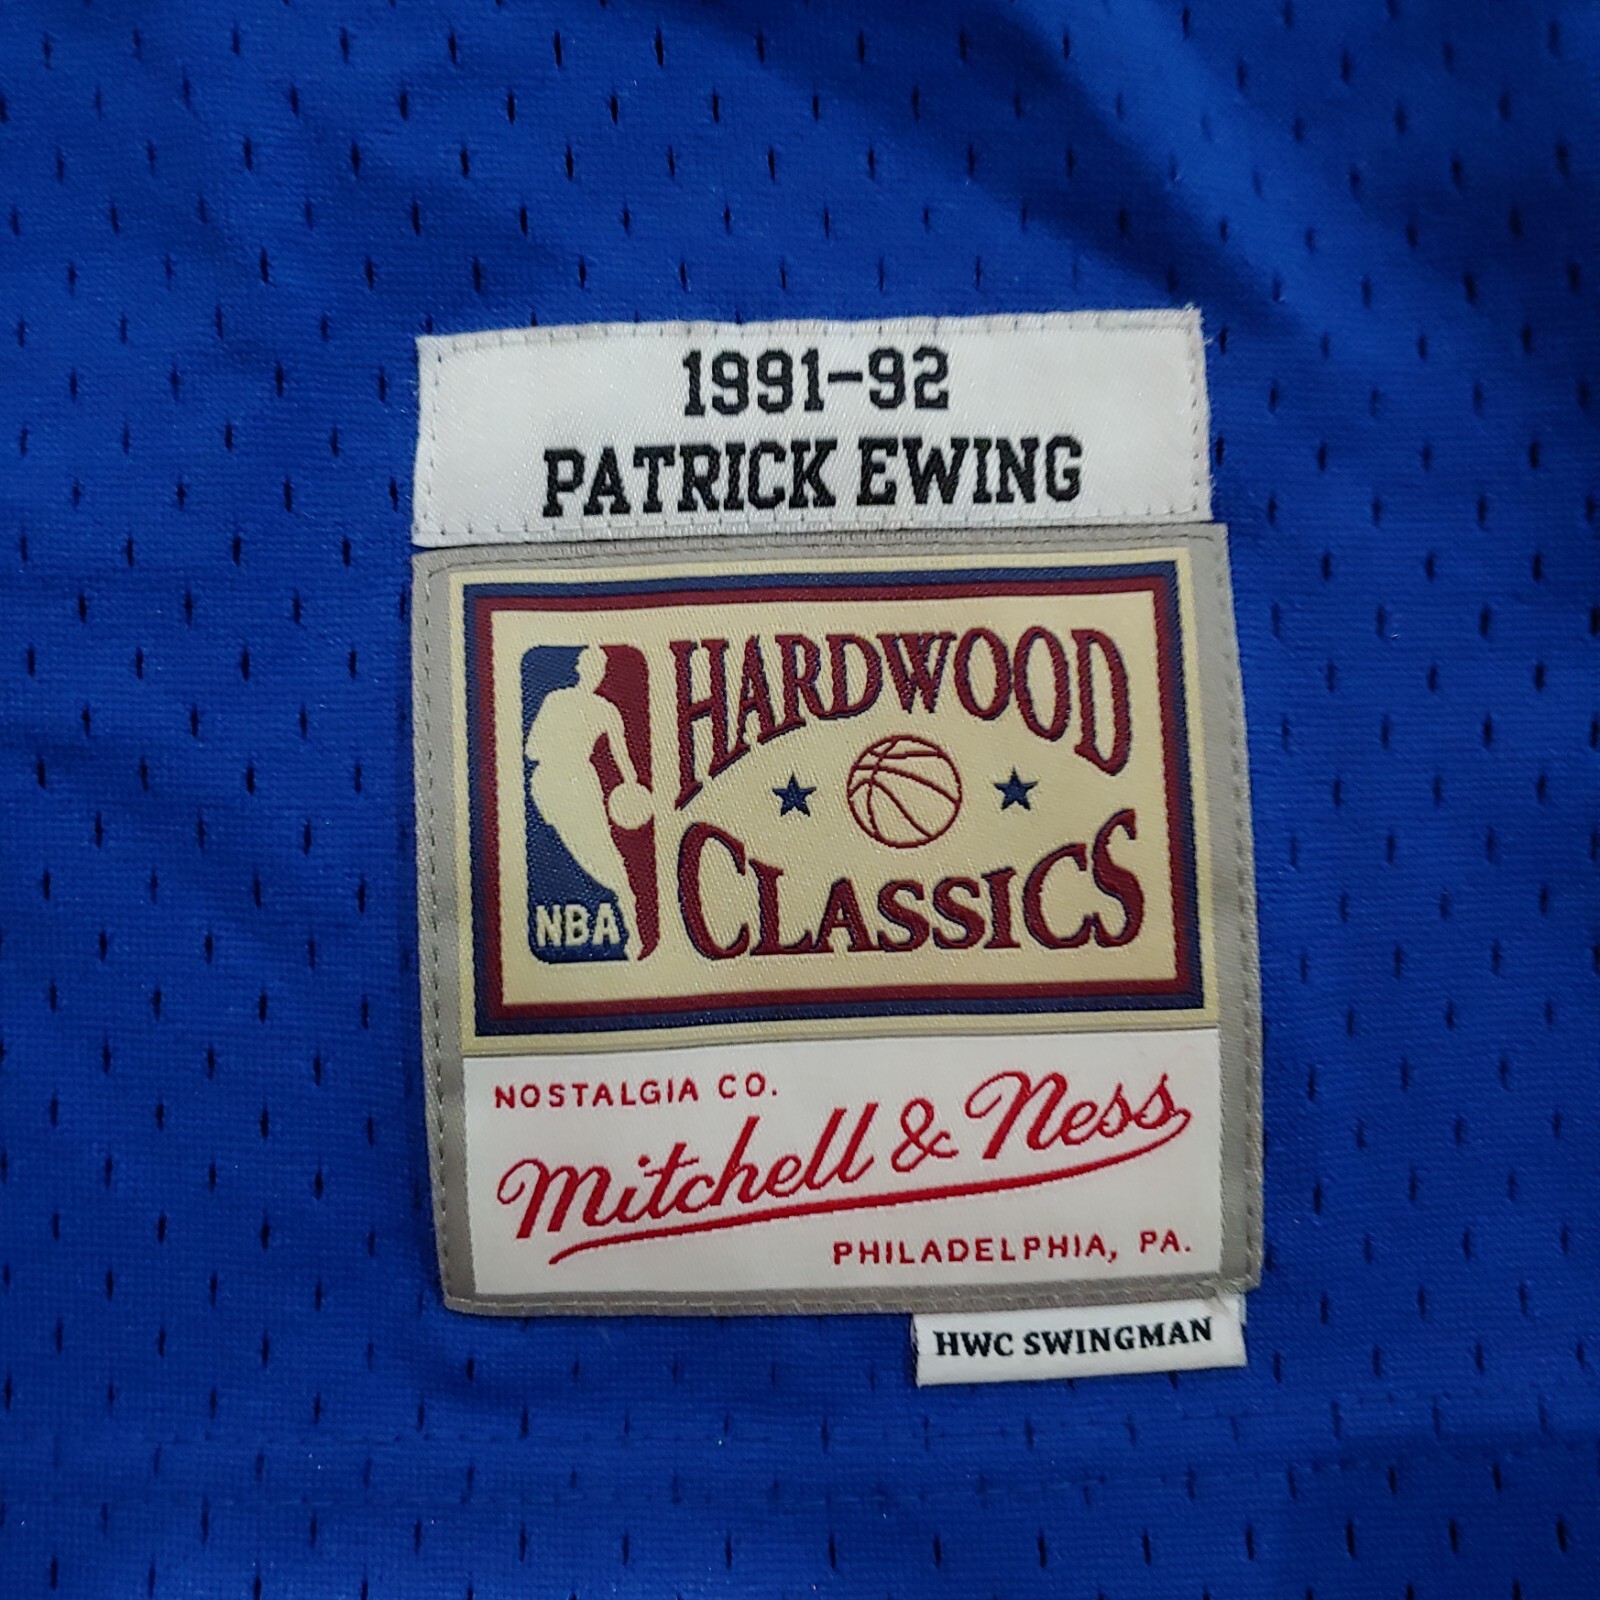 1991-92
PATRICK EWING
HARDWOOD
CLASSICS
NBA
NOSTALGIA CO.
Mitchell & Ness
PHILADELPHIA, PA.
HWC SWINGMAN